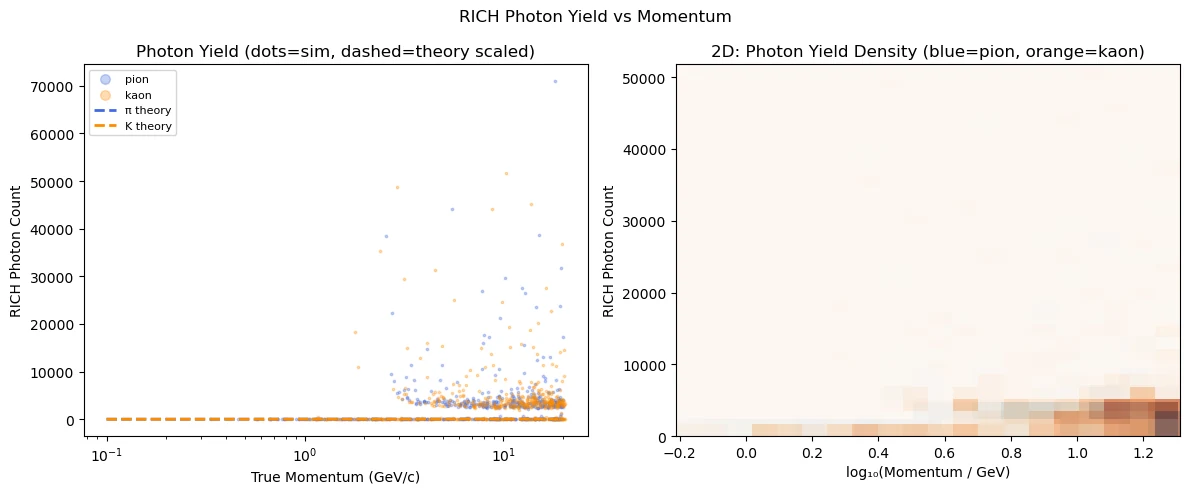 RICH Photon Yield vs Momentum
Photon Yield (dots=sim, dashed=theory scaled)
70000
60000
50000
40000
30000
20000
10000
0
RICH Photon Count
pion
kaon
π theory
K theory
10⁻¹
10⁰
10¹
True Momentum (GeV/c)
2D: Photon Yield Density (blue=pion, orange=kaon)
50000
40000
30000
20000
10000
0
RICH Photon Count
−0.2
0.0
0.2
0.4
0.6
0.8
1.0
1.2
log₁₀(Momentum / GeV)